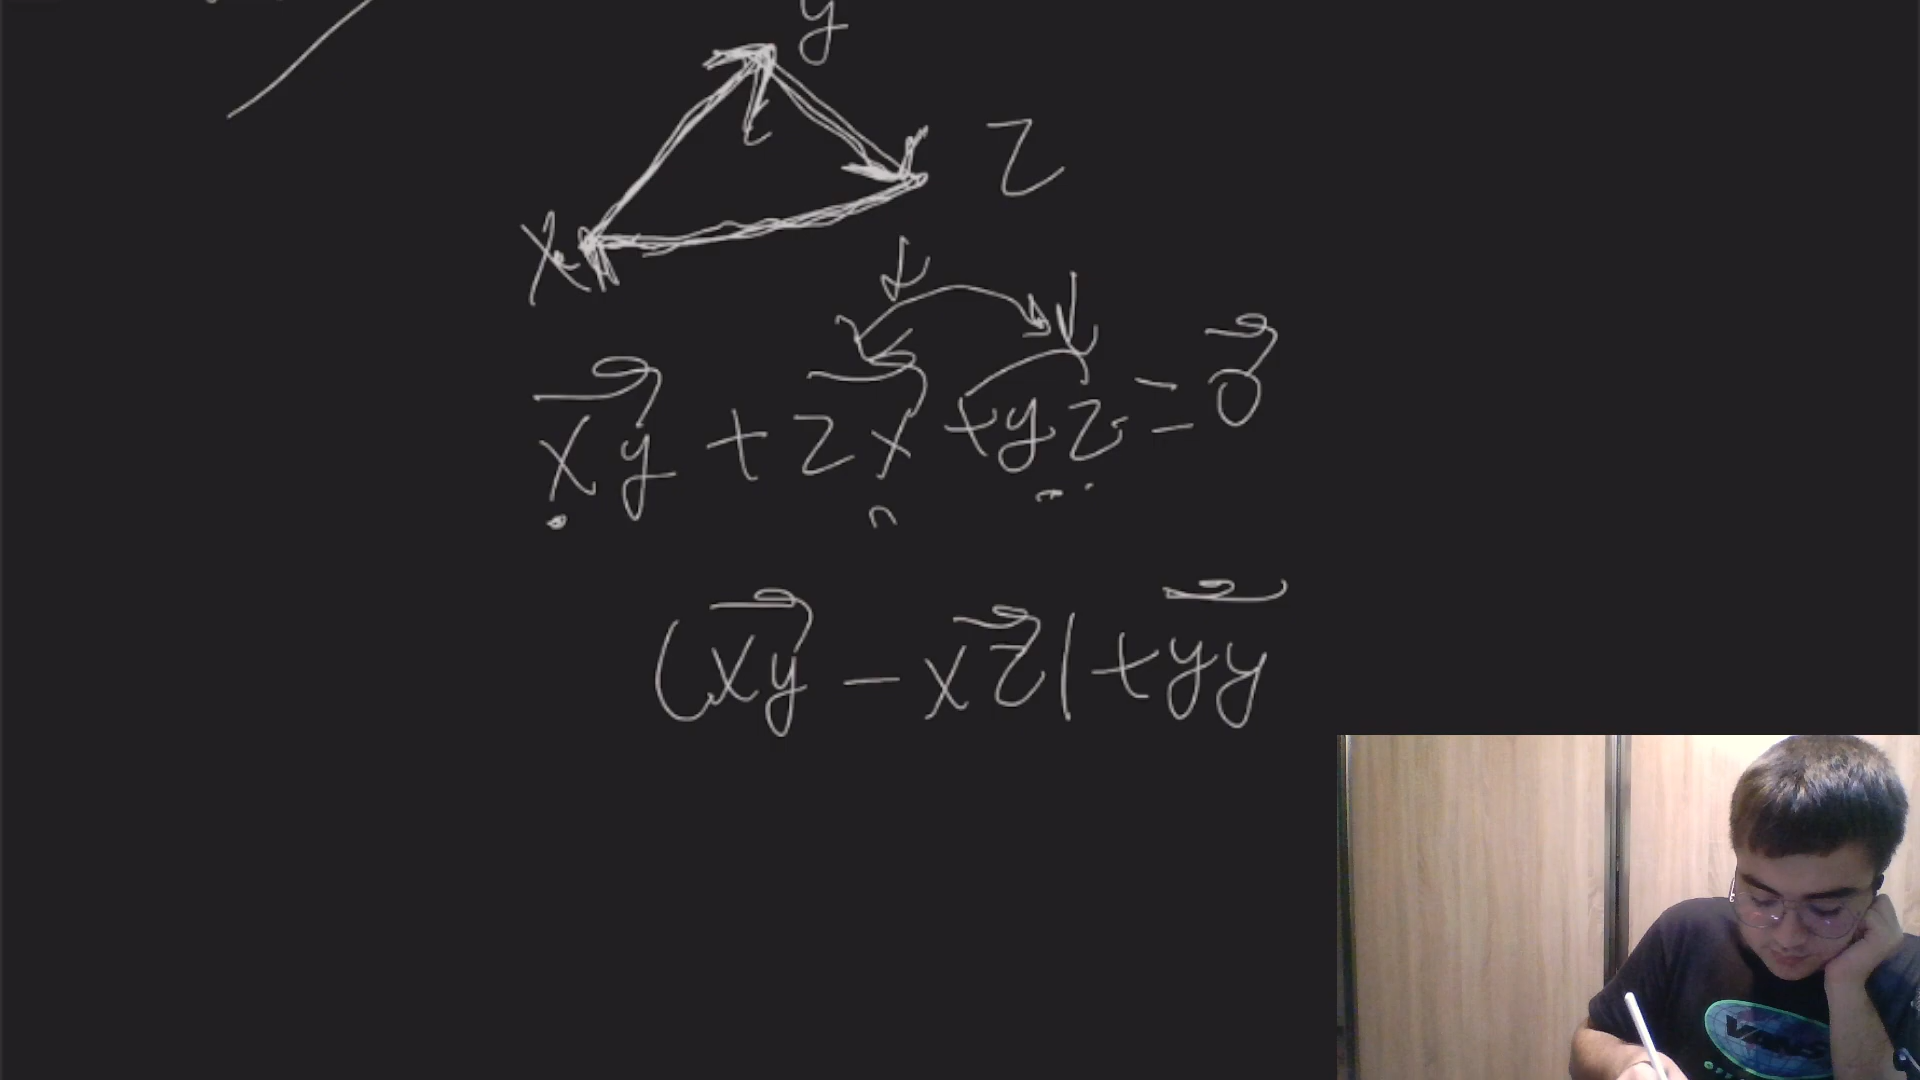 y
Z
X
xy + zx + yz = 0
(xy - xz) + yy